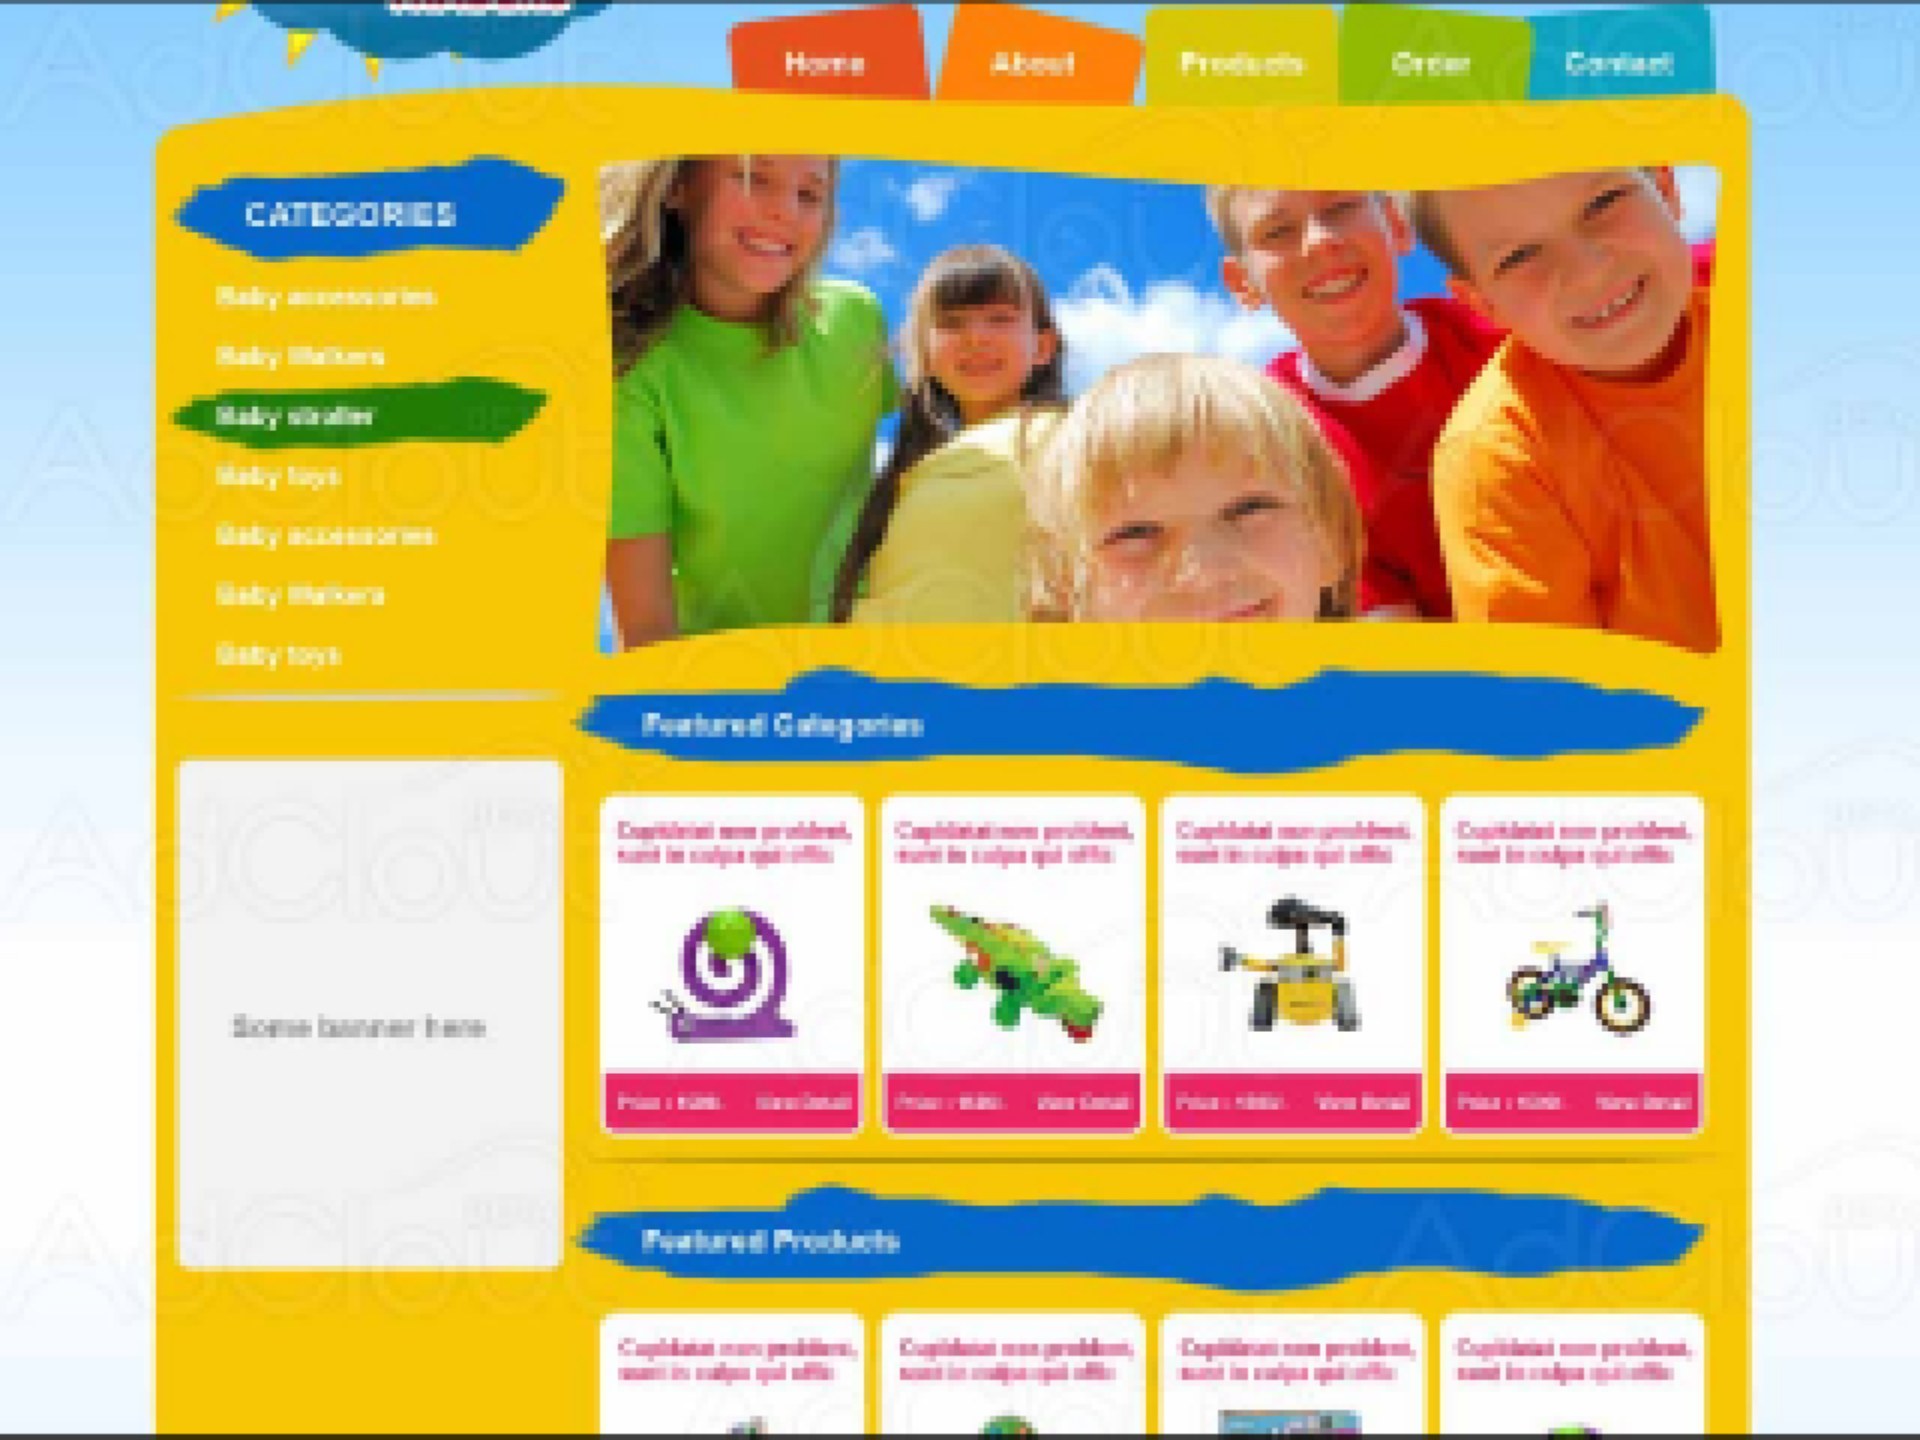 Home
About
Products
Order
Contact
CATEGORIES
Baby accessories
Baby Walkers
Baby stroller
Baby toys
Baby accessories
Baby Walkers
Baby toys
Featured Categories
Cupidatat non proident,
sunt in culpa qui offic
Cupidatat non proident,
sunt in culpa qui offic
Cupidatat non proident,
sunt in culpa qui offic
Cupidatat non proident,
sunt in culpa qui offic
Some banner here
Price :
View Detail
Price :
View Detail
Price :
View Detail
Price :
View Detail
Featured Products
Cupidatat non proident,
sunt in culpa qui offic
Cupidatat non proident,
sunt in culpa qui offic
Cupidatat non proident,
sunt in culpa qui offic
Cupidatat non proident,
sunt in culpa qui offic